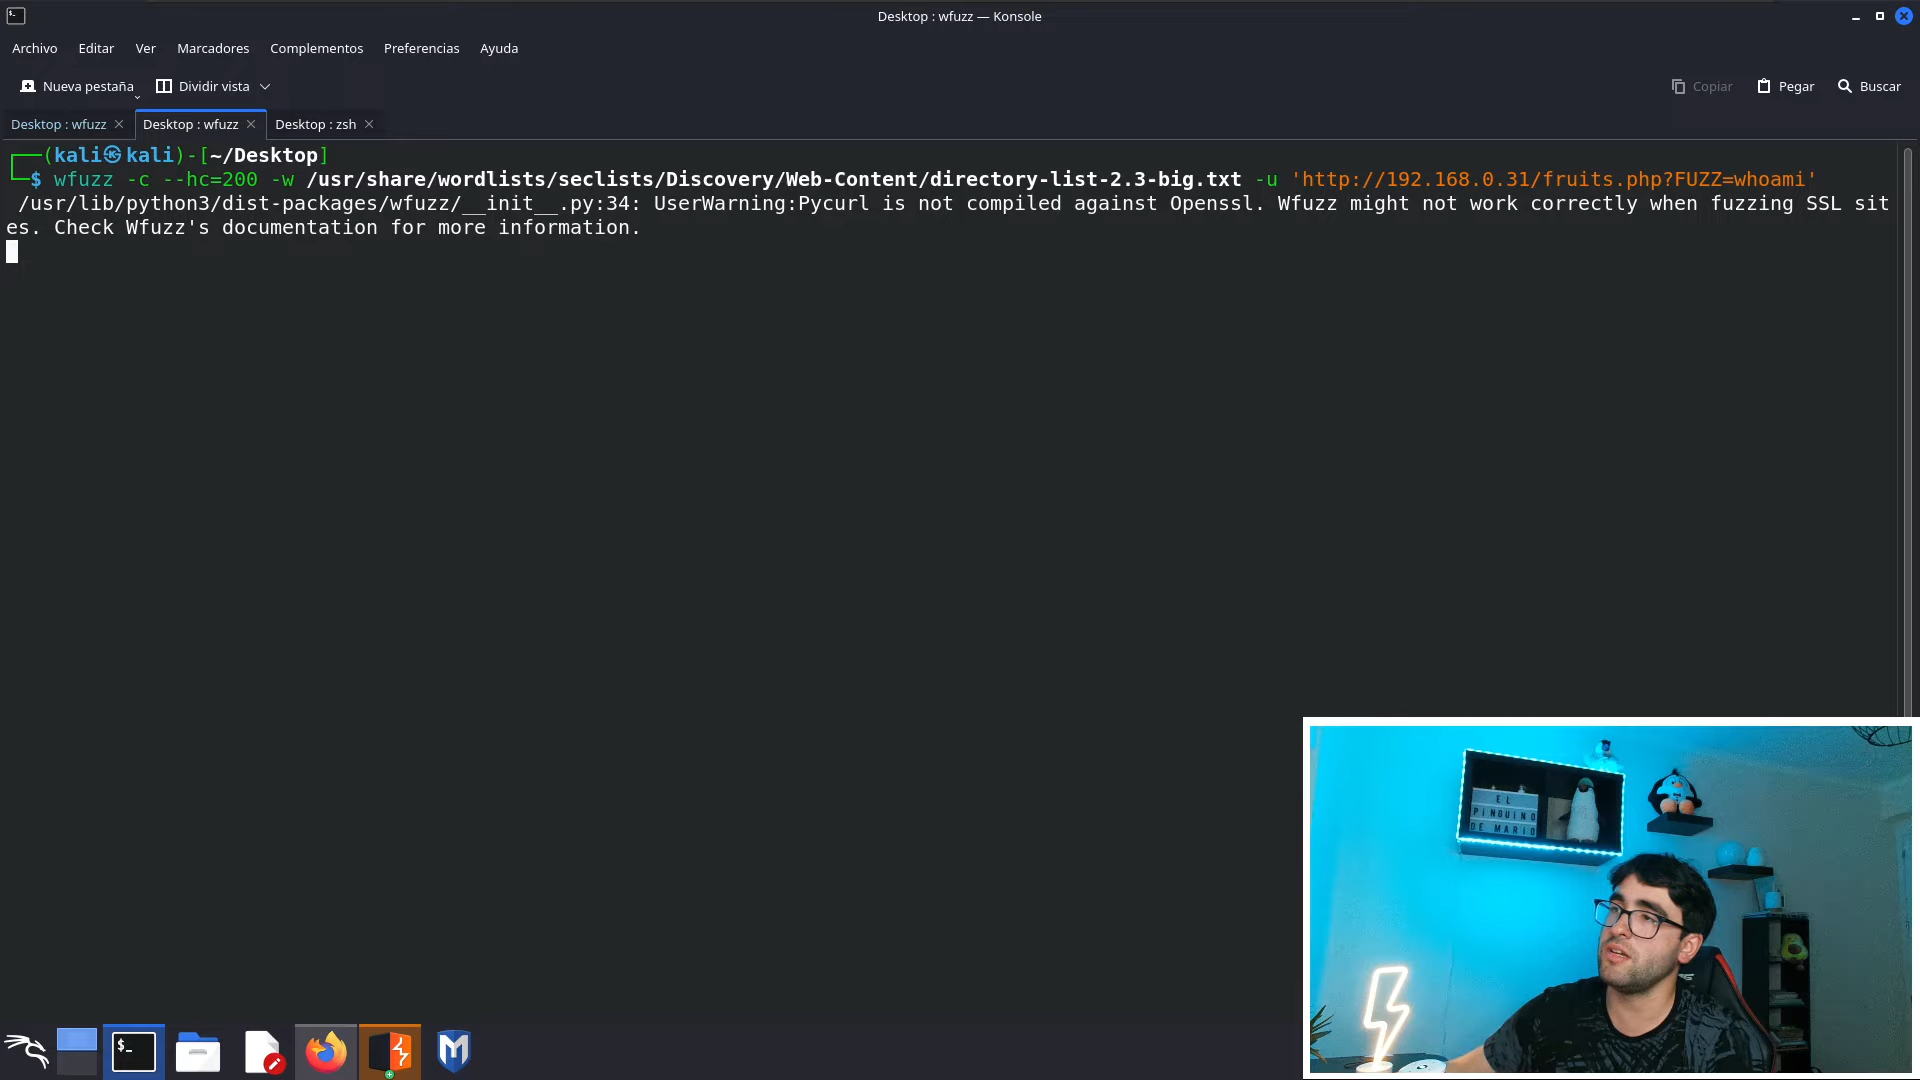 Desktop : wfuzz — Konsole
Archivo Editar Ver Marcadores Complementos Preferencias Ayuda
Nueva pestaña Dividir vista Copiar Pegar Buscar
Desktop : wfuzz Desktop : wfuzz Desktop : zsh
(kali㉿kali)-[~/Desktop]
$ wfuzz -c --hc=200 -w /usr/share/wordlists/seclists/Discovery/Web-Content/directory-list-2.3-big.txt -u 'http://192.168.0.31/fruits.php?FUZZ=whoami'
/usr/lib/python3/dist-packages/wfuzz/__init__.py:34: UserWarning:Pycurl is not compiled against Openssl. Wfuzz might not work correctly when fuzzing SSL sit
es. Check Wfuzz's documentation for more information.
EL
PINGUINO
DE MARIO